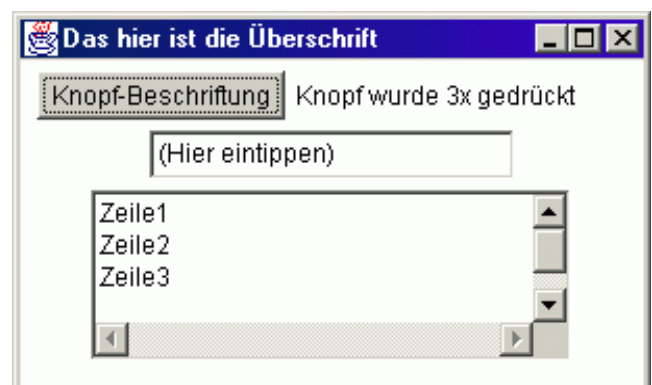 Das hier ist die Überschrift
Knopf-Beschriftung Knopf wurde 3x gedrückt
(Hier eintippen)
Zeile1
Zeile2
Zeile3